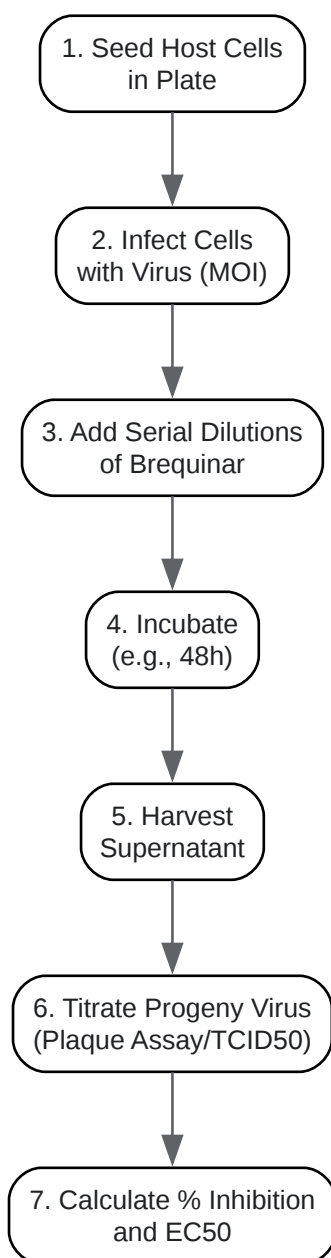 1. Seed Host Cells
in Plate
2. Infect Cells
with Virus (MOI)
3. Add Serial Dilutions
of Brequinar
4. Incubate
(e.g., 48h)
5. Harvest
Supernatant
6. Titrate Progeny Virus
(Plaque Assay/TCID50)
7. Calculate % Inhibition
and EC50